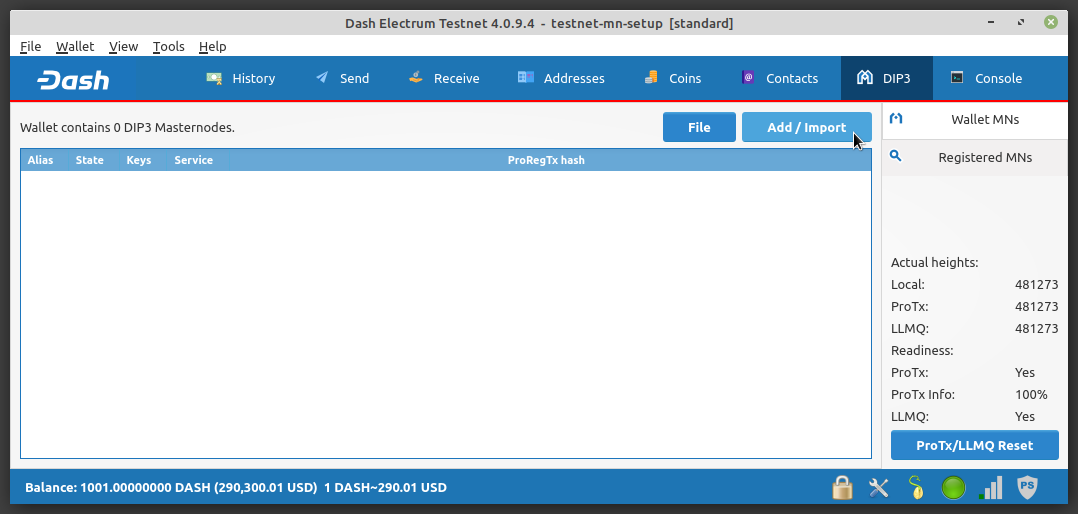 Dash Electrum Testnet 4.0.9.4 - testnet-mn-setup [standard]
File Wallet View Tools Help
Dash History Send Receive Addresses Coins @ Contacts DIP3 Console
Wallet contains 0 DIP3 Masternodes. File Add / Import
Wallet MNs
Registered MNs
Alias State Keys Service ProRegTx hash
Actual heights:
Local: 481273
ProTx: 481273
LLMQ: 481273
Readiness:
ProTx: Yes
ProTx Info: 100%
LLMQ: Yes
ProTx/LLMQ Reset
Balance: 1001.00000000 DASH (290,300.01 USD) 1 DASH~290.01 USD PS